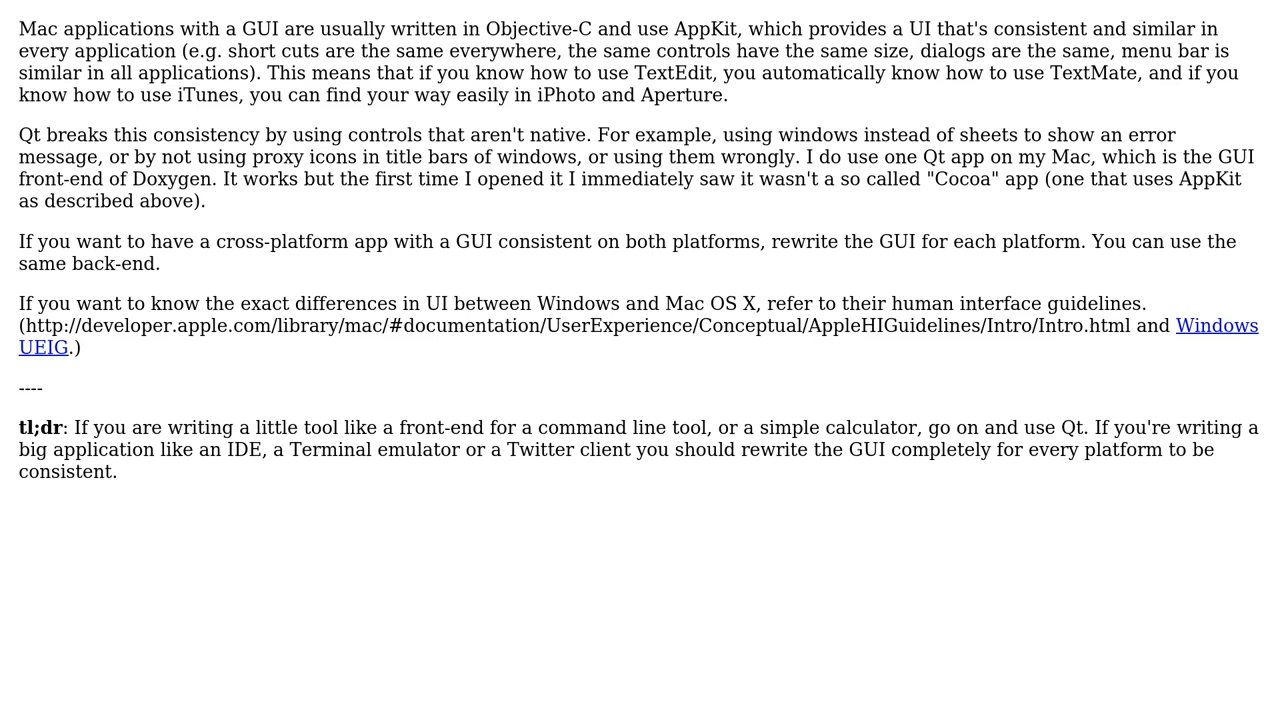 Mac applications with a GUI are usually written in Objective-C and use AppKit, which provides a UI that's consistent and similar in
every application (e.g. short cuts are the same everywhere, the same controls have the same size, dialogs are the same, menu bar is
similar in all applications). This means that if you know how to use TextEdit, you automatically know how to use TextMate, and if you
know how to use iTunes, you can find your way easily in iPhoto and Aperture.
Qt breaks this consistency by using controls that aren't native. For example, using windows instead of sheets to show an error
message, or by not using proxy icons in title bars of windows, or using them wrongly. I do use one Qt app on my Mac, which is the GUI
front-end of Doxygen. It works but the first time I opened it I immediately saw it wasn't a so called "Cocoa" app (one that uses AppKit
as described above).
If you want to have a cross-platform app with a GUI consistent on both platforms, rewrite the GUI for each platform. You can use the
same back-end.
If you want to know the exact differences in UI between Windows and Mac OS X, refer to their human interface guidelines.
(http://developer.apple.com/library/mac/#documentation/UserExperience/Conceptual/AppleHIGuidelines/Intro/Intro.html and Windows
UEIG.)
----
tl;dr: If you are writing a little tool like a front-end for a command line tool, or a simple calculator, go on and use Qt. If you're writing a
big application like an IDE, a Terminal emulator or a Twitter client you should rewrite the GUI completely for every platform to be
consistent.